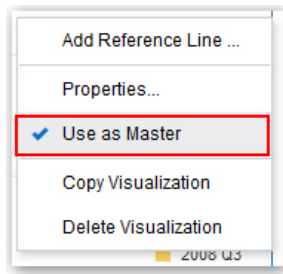 Add Reference Line ...
Properties...
Use as Master
Copy Visualization
Delete Visualization
2008 Q3